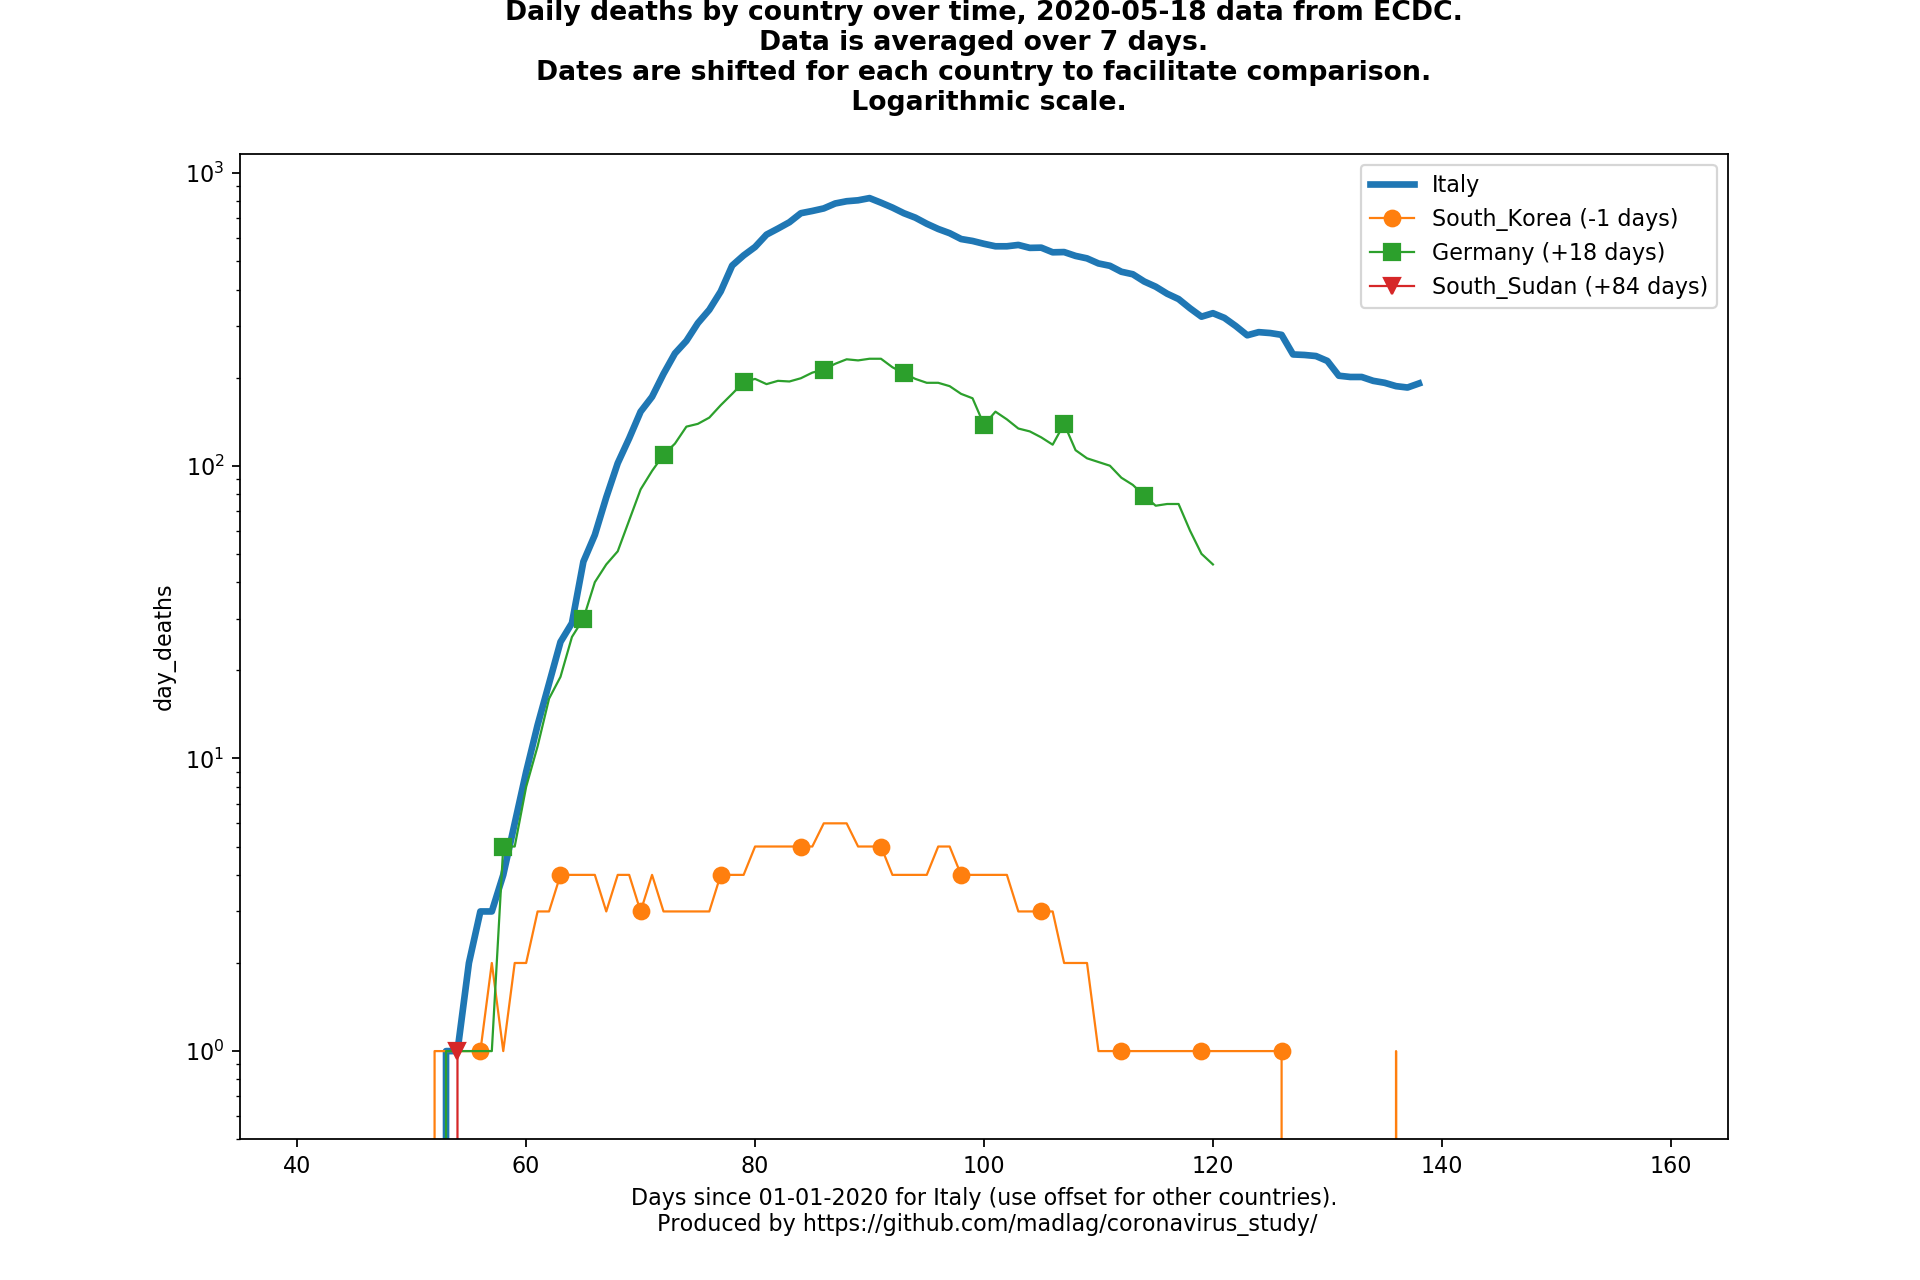 Daily deaths by country over time, 2020-05-18 data from ECDC.
Data is averaged over 7 days.
Dates are shifted for each country to facilitate comparison.
Logarithmic scale.
10³
10²
10¹
10⁰
day_deaths
Italy
South_Korea (-1 days)
Germany (+18 days)
South_Sudan (+84 days)
40 60 80 100 120 140 160
Days since 01-01-2020 for Italy (use offset for other countries).
Produced by https://github.com/madlag/coronavirus_study/